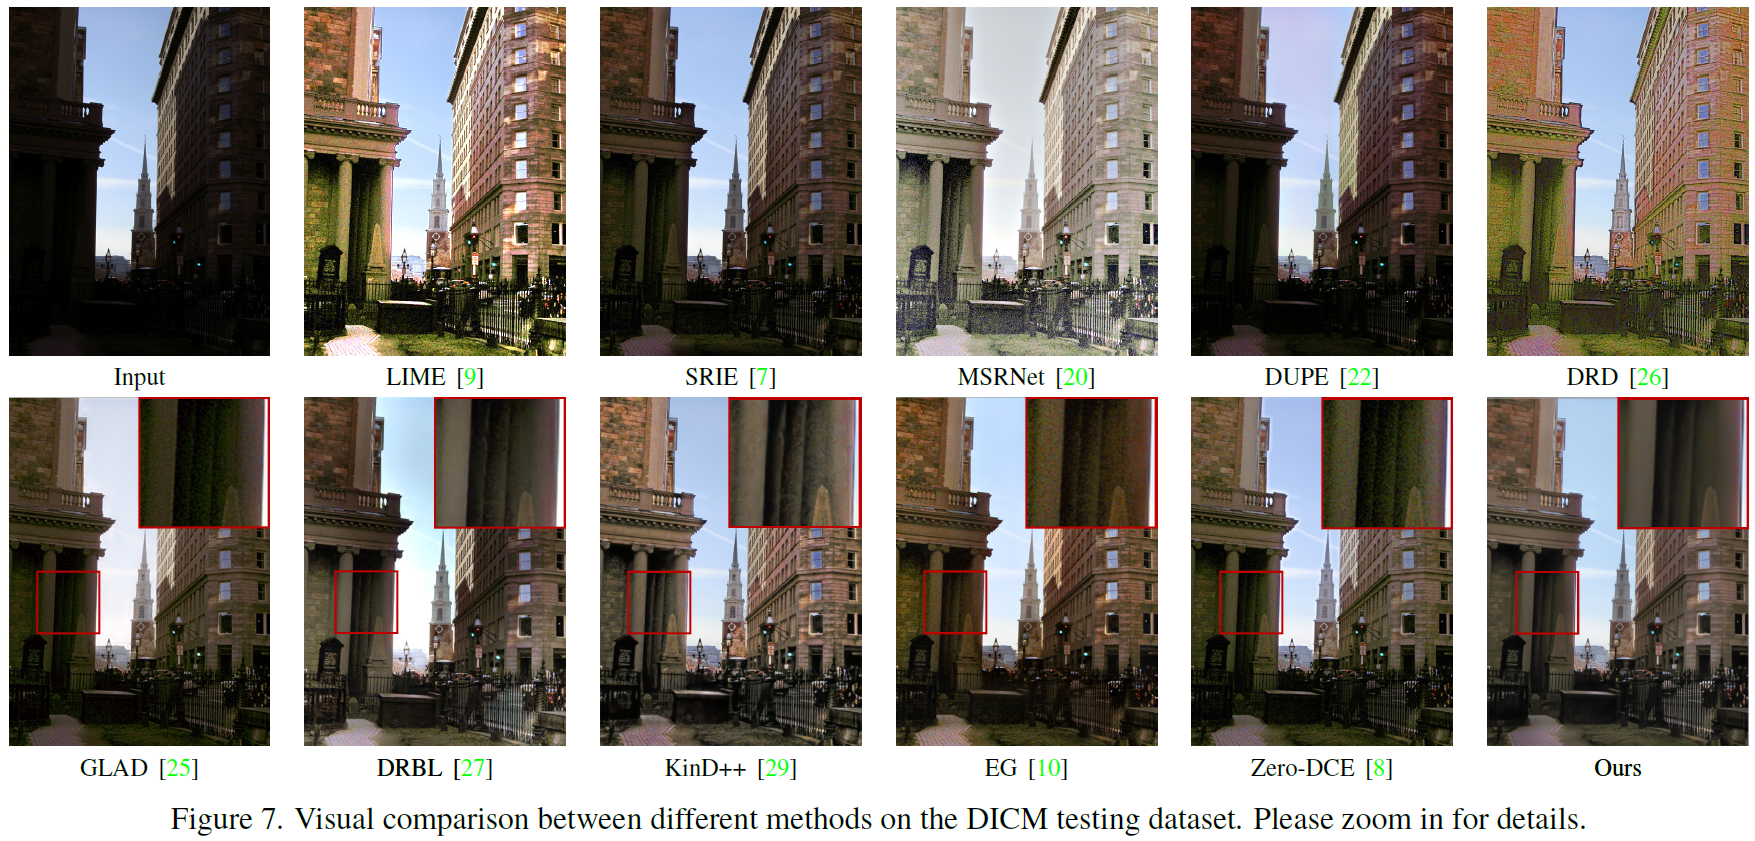 Input LIME [9] SRIE [7] MSRNet [20] DUPE [22] DRD [26]
GLAD [25] DRBL [27] KinD++ [29] EG [10] Zero-DCE [8] Ours
Figure 7. Visual comparison between different methods on the DICM testing dataset. Please zoom in for details.